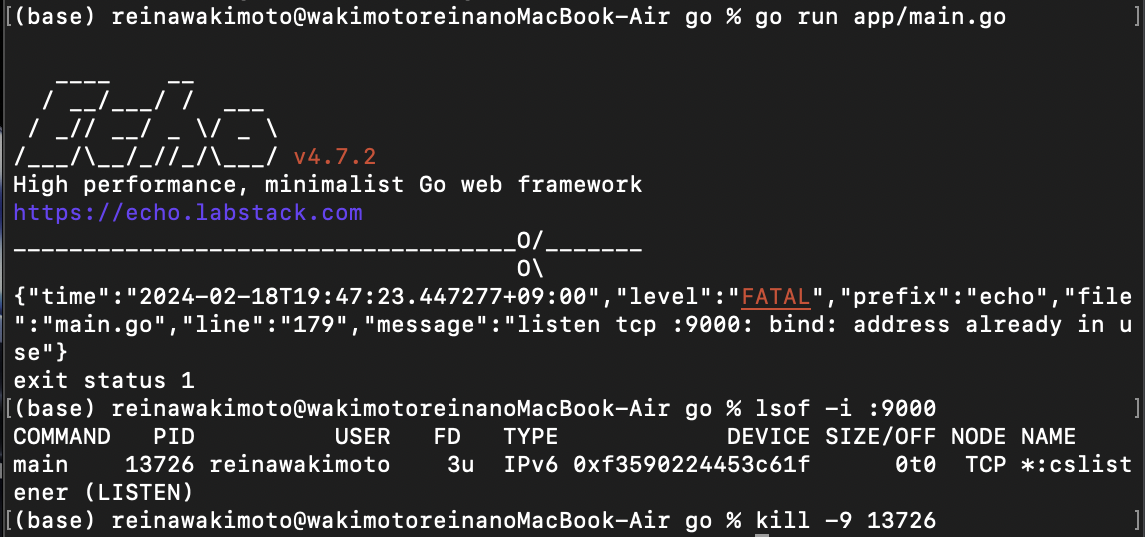 [(base) reinawakimoto@wakimotoreinanoMacBook-Air go % go run app/main.go ]
   ____    __
  / __/___/ /  ___
 / _// __/ _ \/ _ \
/___/\__/_//_/\___/ v4.7.2
High performance, minimalist Go web framework
https://echo.labstack.com
____________________________________O/_______
                                    O\
{"time":"2024-02-18T19:47:23.447277+09:00","level":"FATAL","prefix":"echo","file
":"main.go","line":"179","message":"listen tcp :9000: bind: address already in u
se"}
exit status 1
[(base) reinawakimoto@wakimotoreinanoMacBook-Air go % lsof -i :9000 ]
COMMAND   PID          USER   FD   TYPE             DEVICE SIZE/OFF NODE NAME
main    13726 reinawakimoto    3u  IPv6 0xf3590224453c61f      0t0  TCP *:cslist
ener (LISTEN)
[(base) reinawakimoto@wakimotoreinanoMacBook-Air go % kill -9 13726 ]